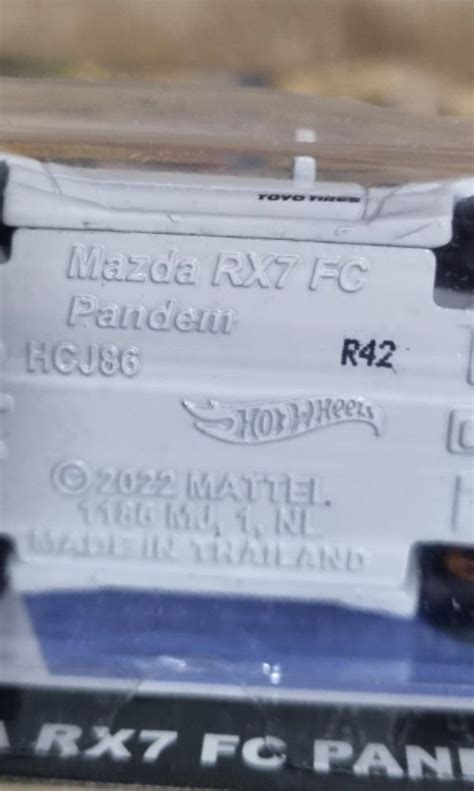 TOYO TIRES
Mazda RX7 FC
Pandem
HCJ86 R42
Hot Wheels
© 2022 MATTEL
1186 MJ, 1, NL
MADE IN THAILAND
RX7 FC PAN